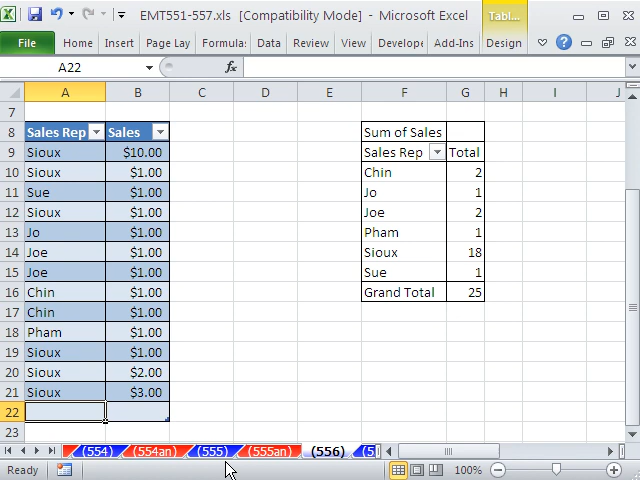 EMT551-557.xls [Compatibility Mode] - Microsoft Excel Tabl...
File Home Insert Page Lay Formula: Data Review View Develope Add-Ins Design
A22 fx
A B C D E F G H I J
7
8 Sales Rep Sales Sum of Sales
9 Sioux $10.00 Sales Rep Total
10 Sioux $1.00 Chin 2
11 Sue $1.00 Jo 1
12 Sioux $1.00 Joe 2
13 Jo $1.00 Pham 1
14 Joe $1.00 Sioux 18
15 Joe $1.00 Sue 1
16 Chin $1.00 Grand Total 25
17 Chin $1.00
18 Pham $1.00
19 Sioux $1.00
20 Sioux $2.00
21 Sioux $3.00
22
23
(554) (554an) (555) (555an) (556) (5
Ready 100%